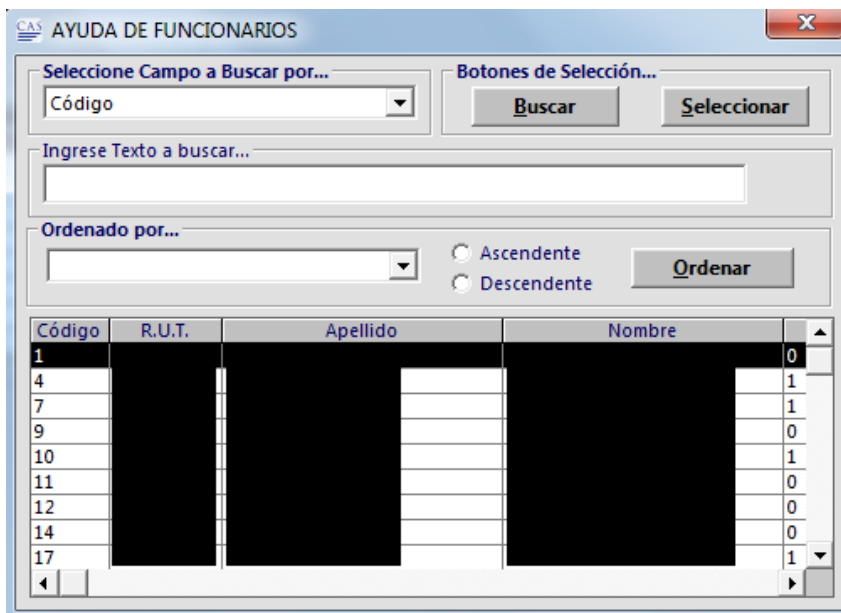 CAS AYUDA DE FUNCIONARIOS
Seleccione Campo a Buscar por... Botones de Selección...
Código Buscar Seleccionar
Ingrese Texto a buscar...
Ordenado por...
Ascendente
Descendente
Ordenar
Código R.U.T. Apellido Nombre
1 0
4 1
7 1
9 0
10 1
11 0
12 0
14 0
17 1